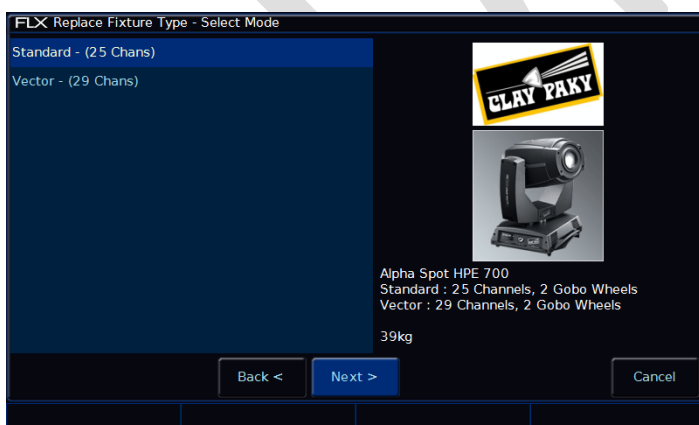 FLX Replace Fixture Type - Select Mode
Standard - (25 Chans)
Vector - (29 Chans)
CLAY PAKY
Alpha Spot HPE 700
Standard : 25 Channels, 2 Gobo Wheels
Vector : 29 Channels, 2 Gobo Wheels
39kg
Back < Next > Cancel